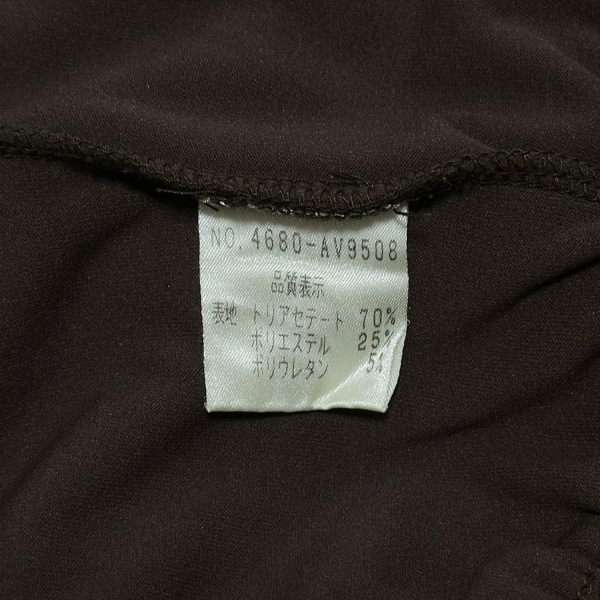 NO. 4680-AV9508
品質表示
表地 トリアセテート 70%
ポリエステル 25%
ポリウレタン 5%